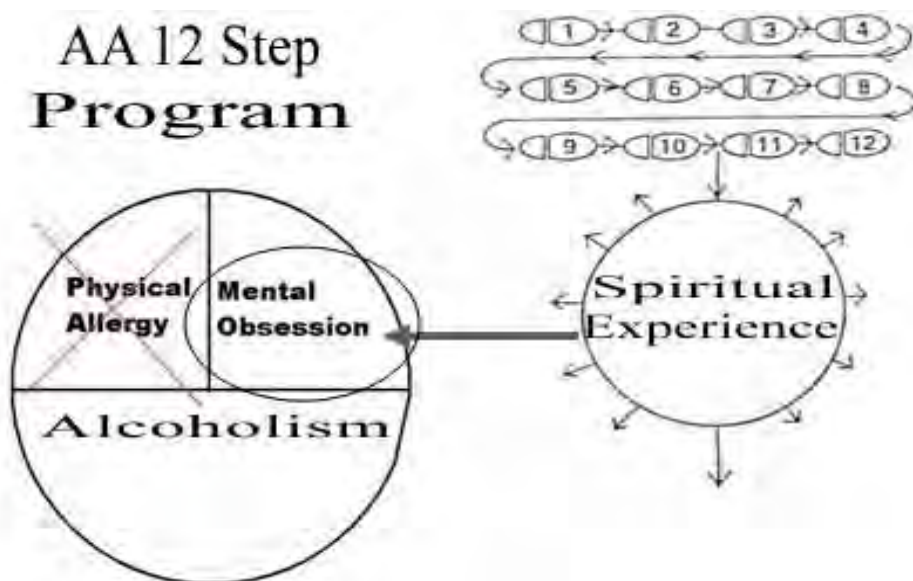 AA 12 Step
Program
1 2 3 4
5 6 7 8
9 10 11 12
Physical
Allergy
Mental
Obsession
Alcoholism
Spiritual
Experience